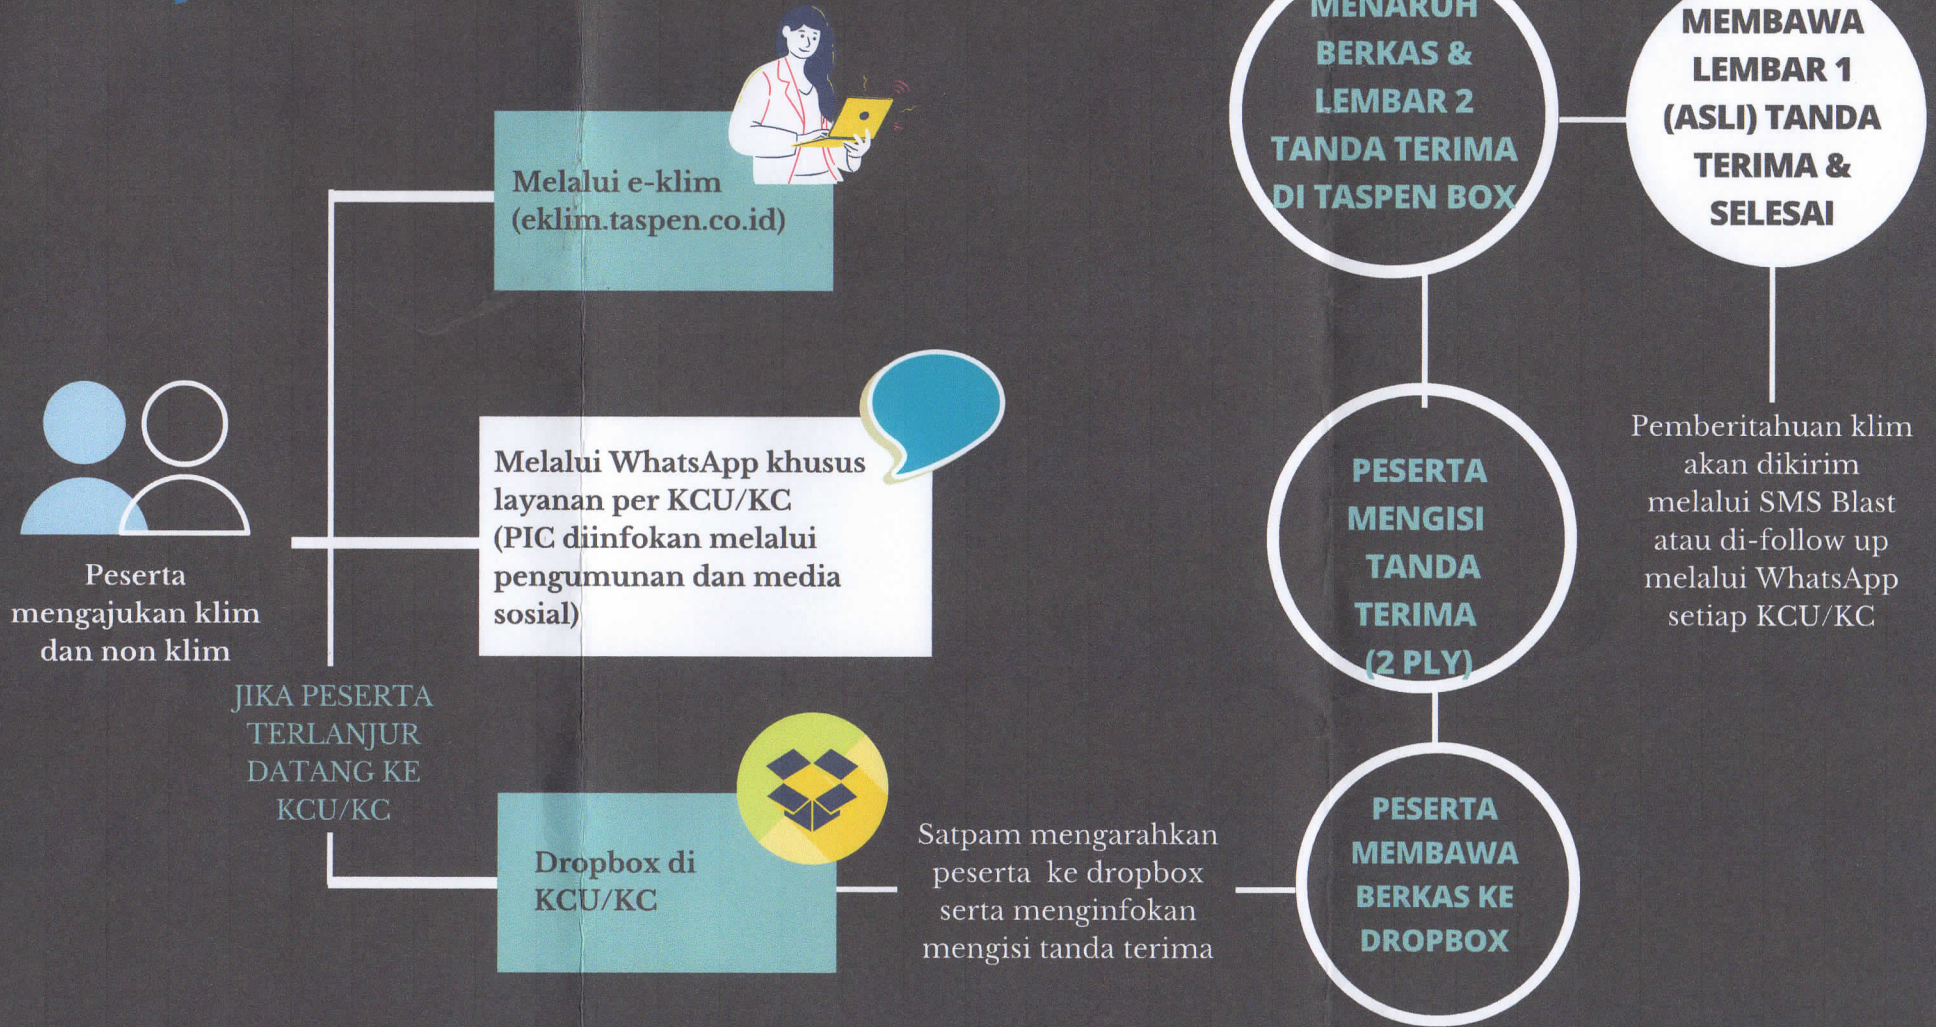 Melalui e-klim
(eklim.taspen.co.id)
Melalui WhatsApp khusus
layanan per KCU/KC
(PIC diinfokan melalui
pengumunan dan media
sosial)
Peserta
mengajukan klim
dan non klim
JIKA PESERTA
TERLANJUR
DATANG KE
KCU/KC
Dropbox di
KCU/KC
Satpam mengarahkan
peserta ke dropbox
serta menginfokan
mengisi tanda terima
PESERTA
MEMBAWA
BERKAS KE
DROPBOX
PESERTA
MENGISI
TANDA
TERIMA
(2 PLY)
MENARUH
BERKAS &
LEMBAR 2
TANDA TERIMA
DI TASPEN BOX
MEMBAWA
LEMBAR 1
(ASLI) TANDA
TERIMA &
SELESAI
Pemberitahuan klim
akan dikirim
melalui SMS Blast
atau di-follow up
melalui WhatsApp
setiap KCU/KC